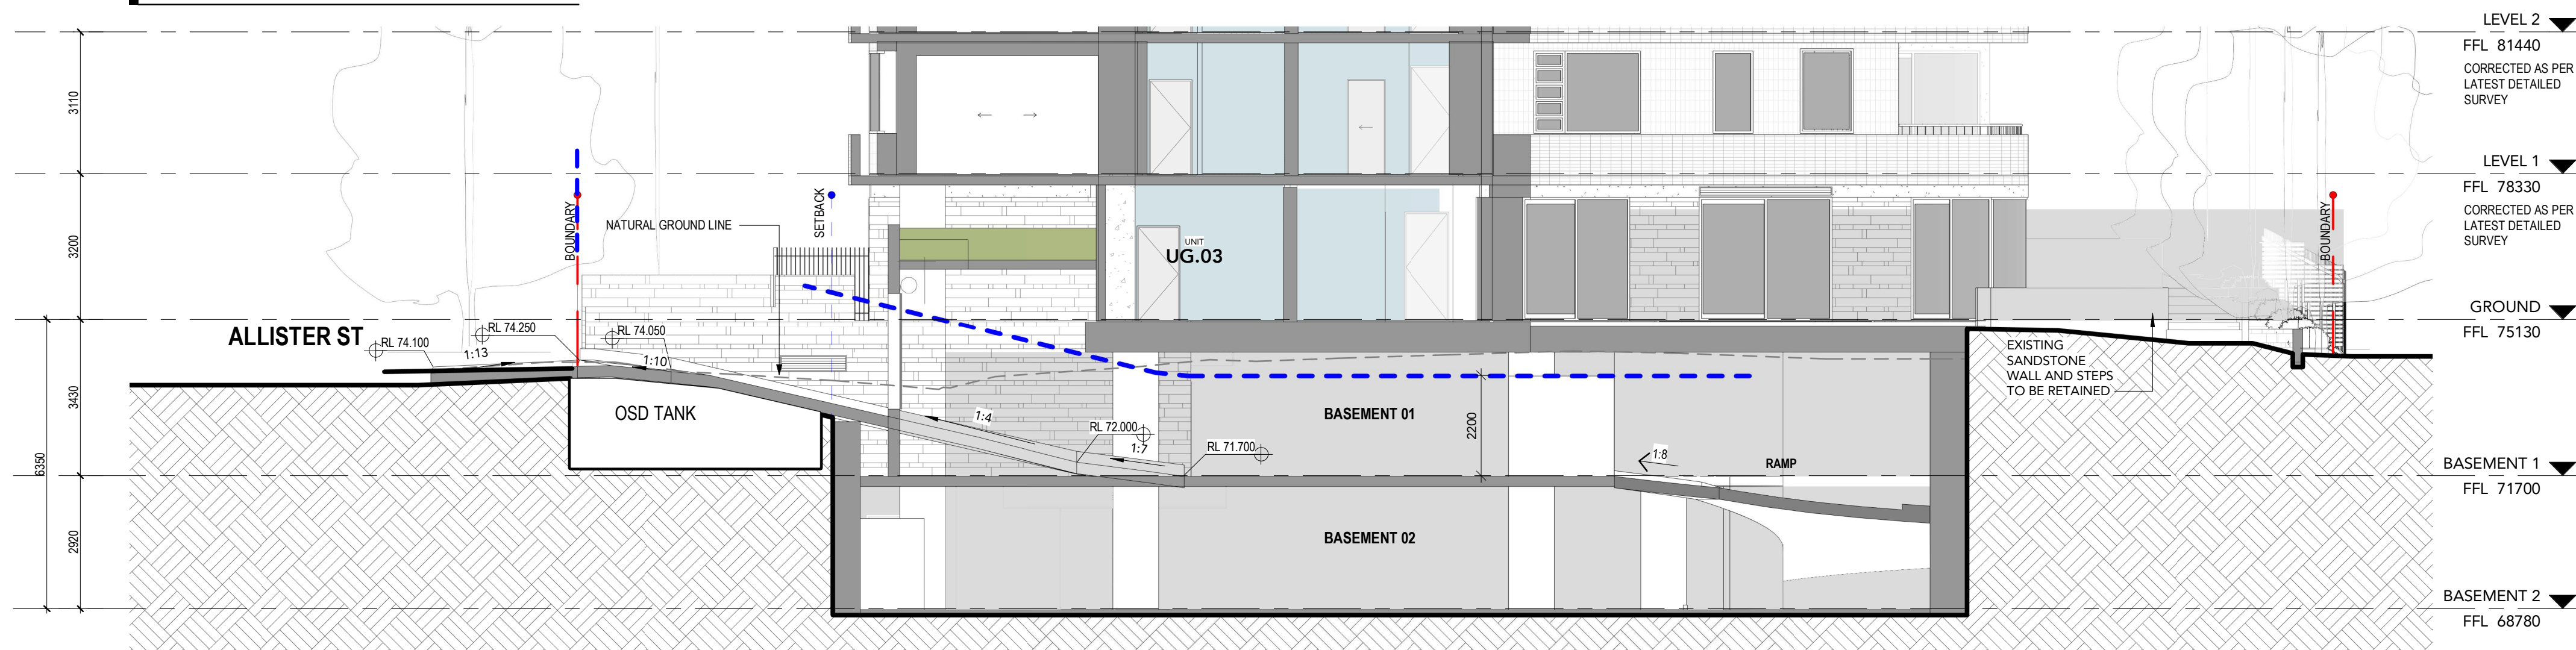 LEVEL 2
FFL 81440
CORRECTED AS PER
LATEST DETAILED
SURVEY
3110
LEVEL 1
FFL 78330
CORRECTED AS PER
LATEST DETAILED
SURVEY
BOUNDARY
NATURAL GROUND LINE
SETBACK
3200
UNIT
UG.03
BOUNDARY
GROUND
FFL 75130
ALLISTER ST
RL 74.100
1:13
RL 74.250
RL 74.050
1:10
EXISTING
SANDSTONE
WALL AND STEPS
TO BE RETAINED
3430
OSD TANK
1:4
RL 72.000
1:7
RL 71.700
BASEMENT 01
2200
1:8
RAMP
6350
BASEMENT 1
FFL 71700
2920
BASEMENT 02
BASEMENT 2
FFL 68780